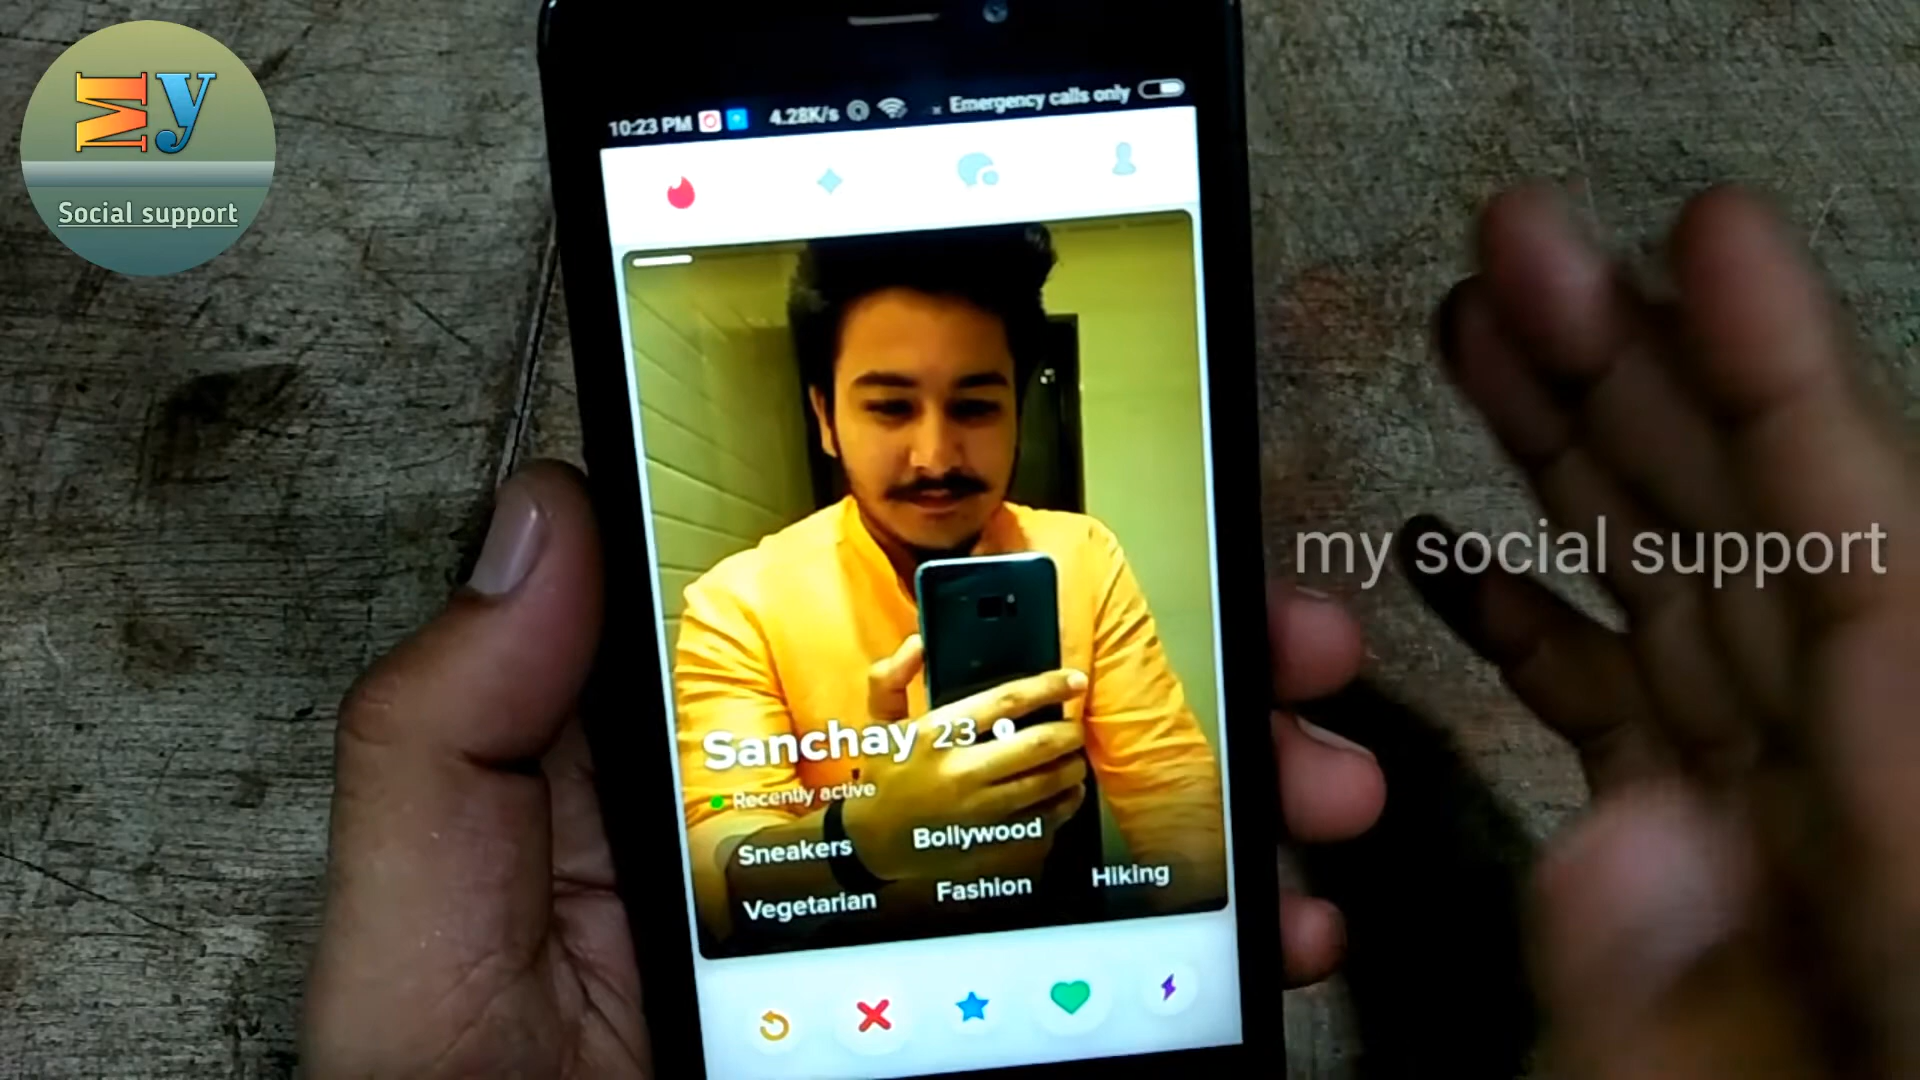 My
Social support
10:23 PM 4.28K/s Emergency calls only
my social support
Sanchay 23
Recently active
Sneakers Bollywood
Vegetarian Fashion Hiking